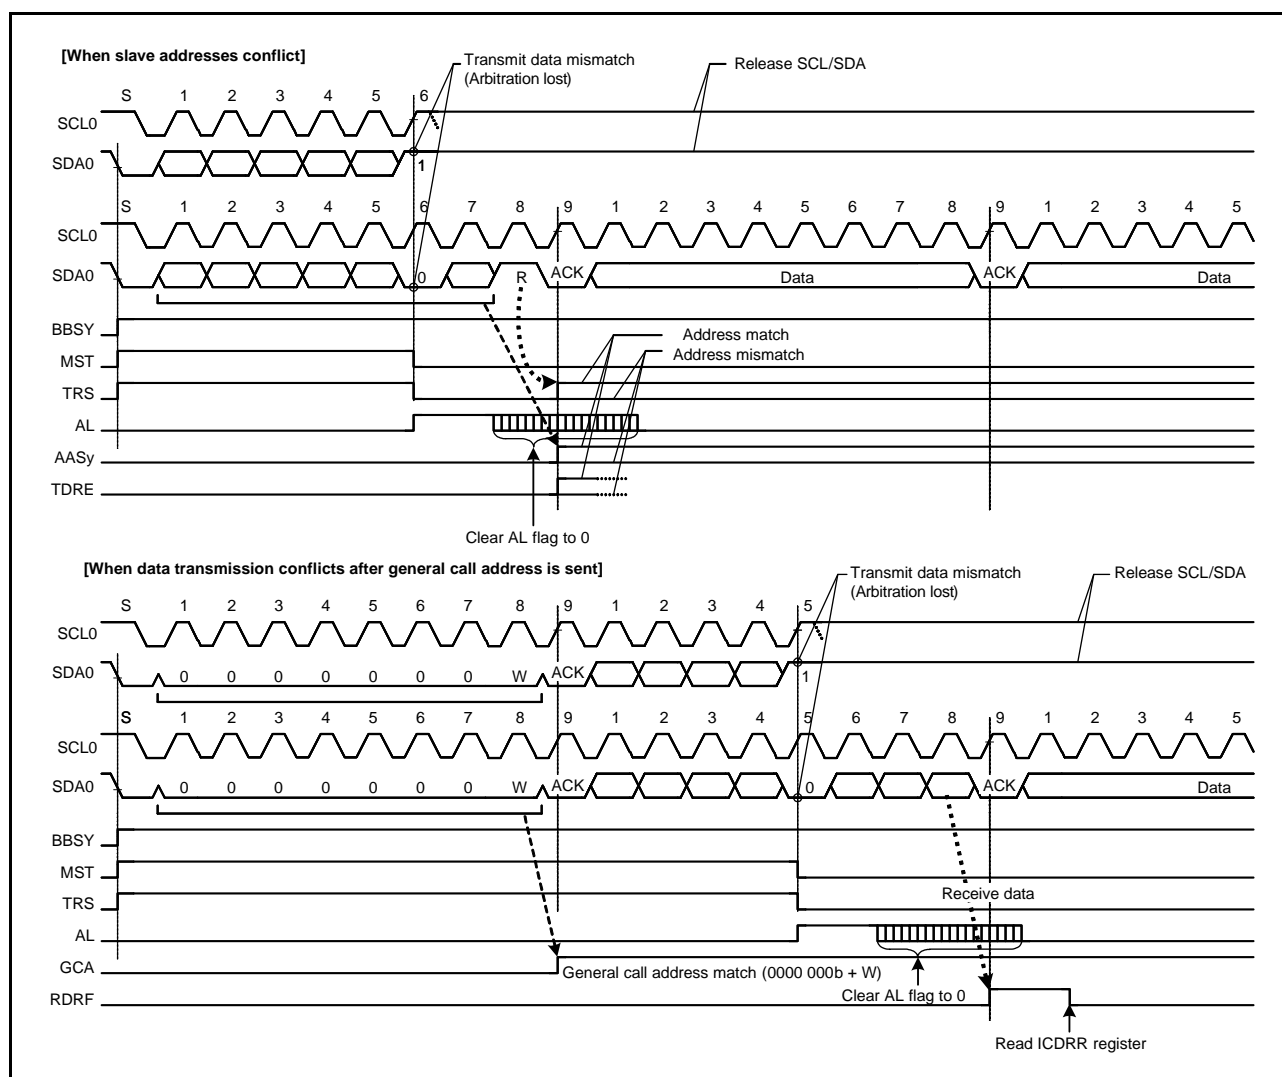 [When slave addresses conflict]
Transmit data mismatch
(Arbitration lost)
Release SCL/SDA
S 1 2 3 4 5 6
SCL0
SDA0
1
S 1 2 3 4 5 6 7 8 9 1 2 3 4 5 6 7 8 9 1 2 3 4 5
SCL0
SDA0 0 R ACK Data ACK Data
BBSY
Address match
MST
Address mismatch
TRS
AL
AASy
TDRE
Clear AL flag to 0
[When data transmission conflicts after general call address is sent]
Transmit data mismatch
(Arbitration lost)
Release SCL/SDA
S 1 2 3 4 5 6 7 8 9 1 2 3 4 5
SCL0
SDA0 0 0 0 0 0 0 0 W ACK 1
S 1 2 3 4 5 6 7 8 9 1 2 3 4 5 6 7 8 9 1 2 3 4 5
SCL0
SDA0 0 0 0 0 0 0 0 W ACK 0 ACK Data
BBSY
MST
Receive data
TRS
AL
GCA
General call address match (0000 000b + W)
Clear AL flag to 0
RDRF
Read ICDRR register